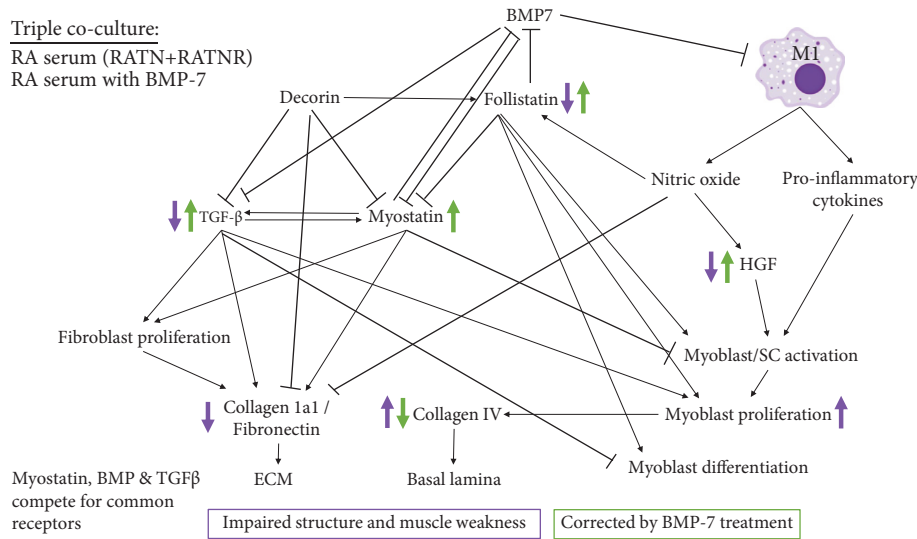 Triple co-culture:
RA serum (RATN+RATNR)
RA serum with BMP-7
BMP7
M1
Decorin
Follistatin
Nitric oxide
Pro-inflammatory
cytokines
TGF-β
Myostatin
HGF
Fibroblast proliferation
Myoblast/SC activation
Collagen 1a1 /
Fibronectin
Collagen IV
Myoblast proliferation
ECM
Basal lamina
Myoblast differentiation
Myostatin, BMP & TGFβ
compete for common
receptors
Impaired structure and muscle weakness
Corrected by BMP-7 treatment